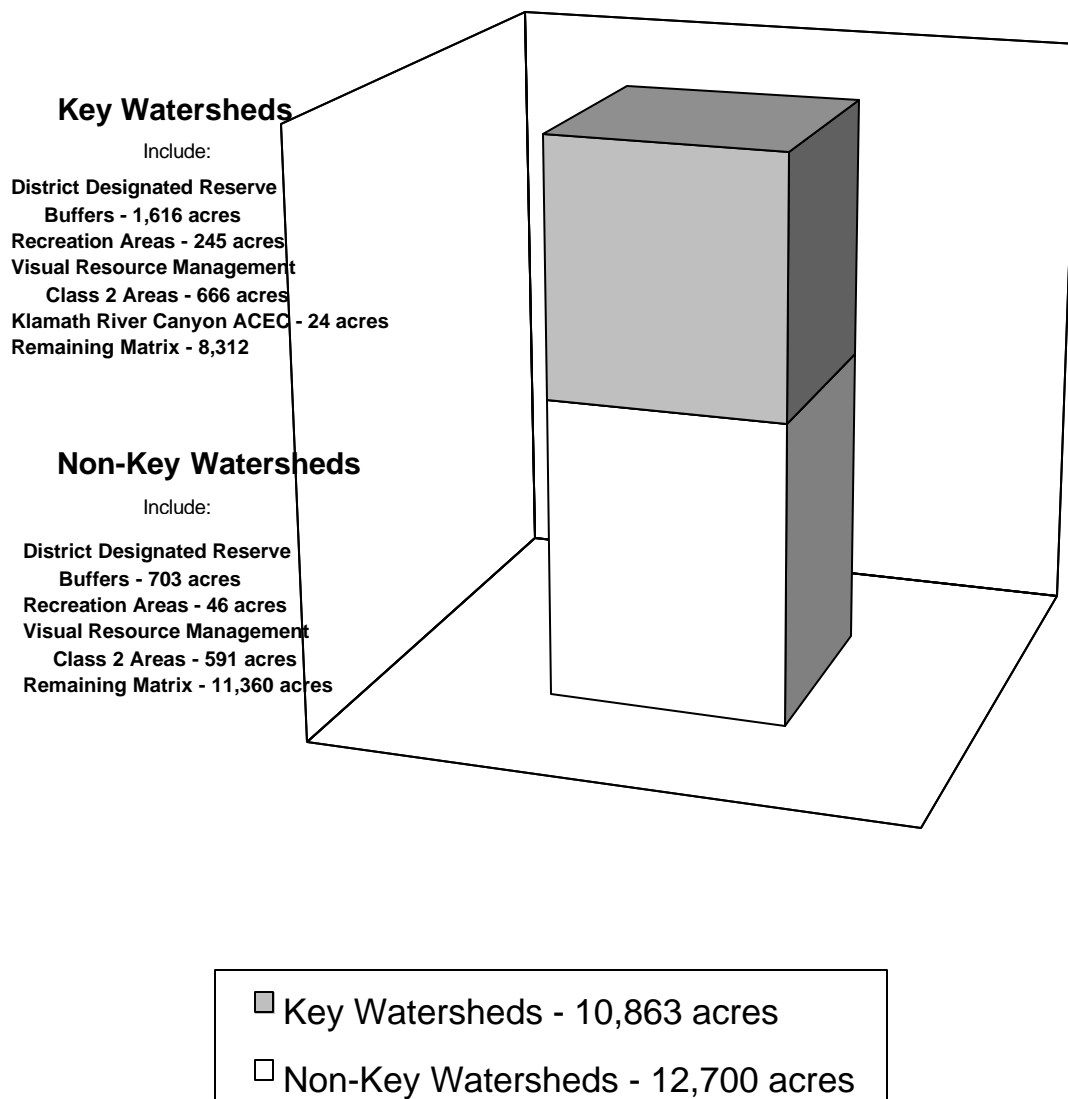 Key Watersheds
Include:
District Designated Reserve
Buffers - 1,616 acres
Recreation Areas - 245 acres
Visual Resource Management
Class 2 Areas - 666 acres
Klamath River Canyon ACEC - 24 acres
Remaining Matrix - 8,312
Non-Key Watersheds
Include:
District Designated Reserve
Buffers - 703 acres
Recreation Areas - 46 acres
Visual Resource Management
Class 2 Areas - 591 acres
Remaining Matrix - 11,360 acres
Key Watersheds - 10,863 acres
Non-Key Watersheds - 12,700 acres